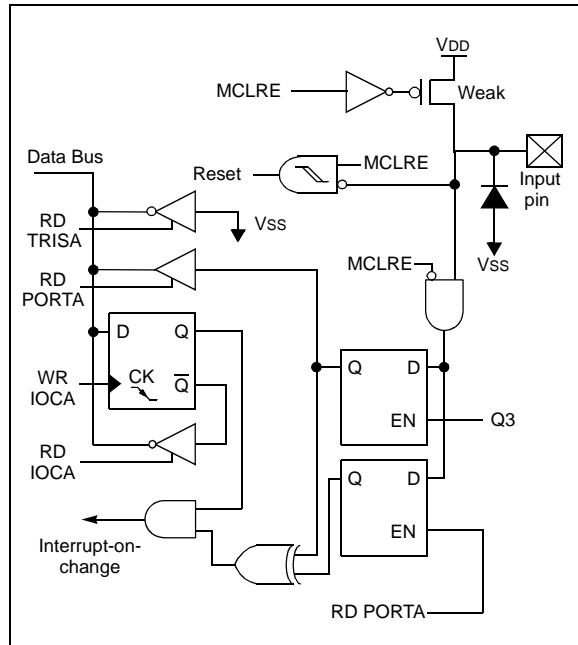 VDD
MCLRE
Weak
Data Bus
Reset
MCLRE
Input
pin
RD
TRISA
VSS
VSS
RD
PORTA
MCLRE
D
Q
Q
D
WR
IOCA
CK
Q̅
EN
Q3
RD
IOCA
Q
D
EN
Interrupt-on-
change
RD PORTA